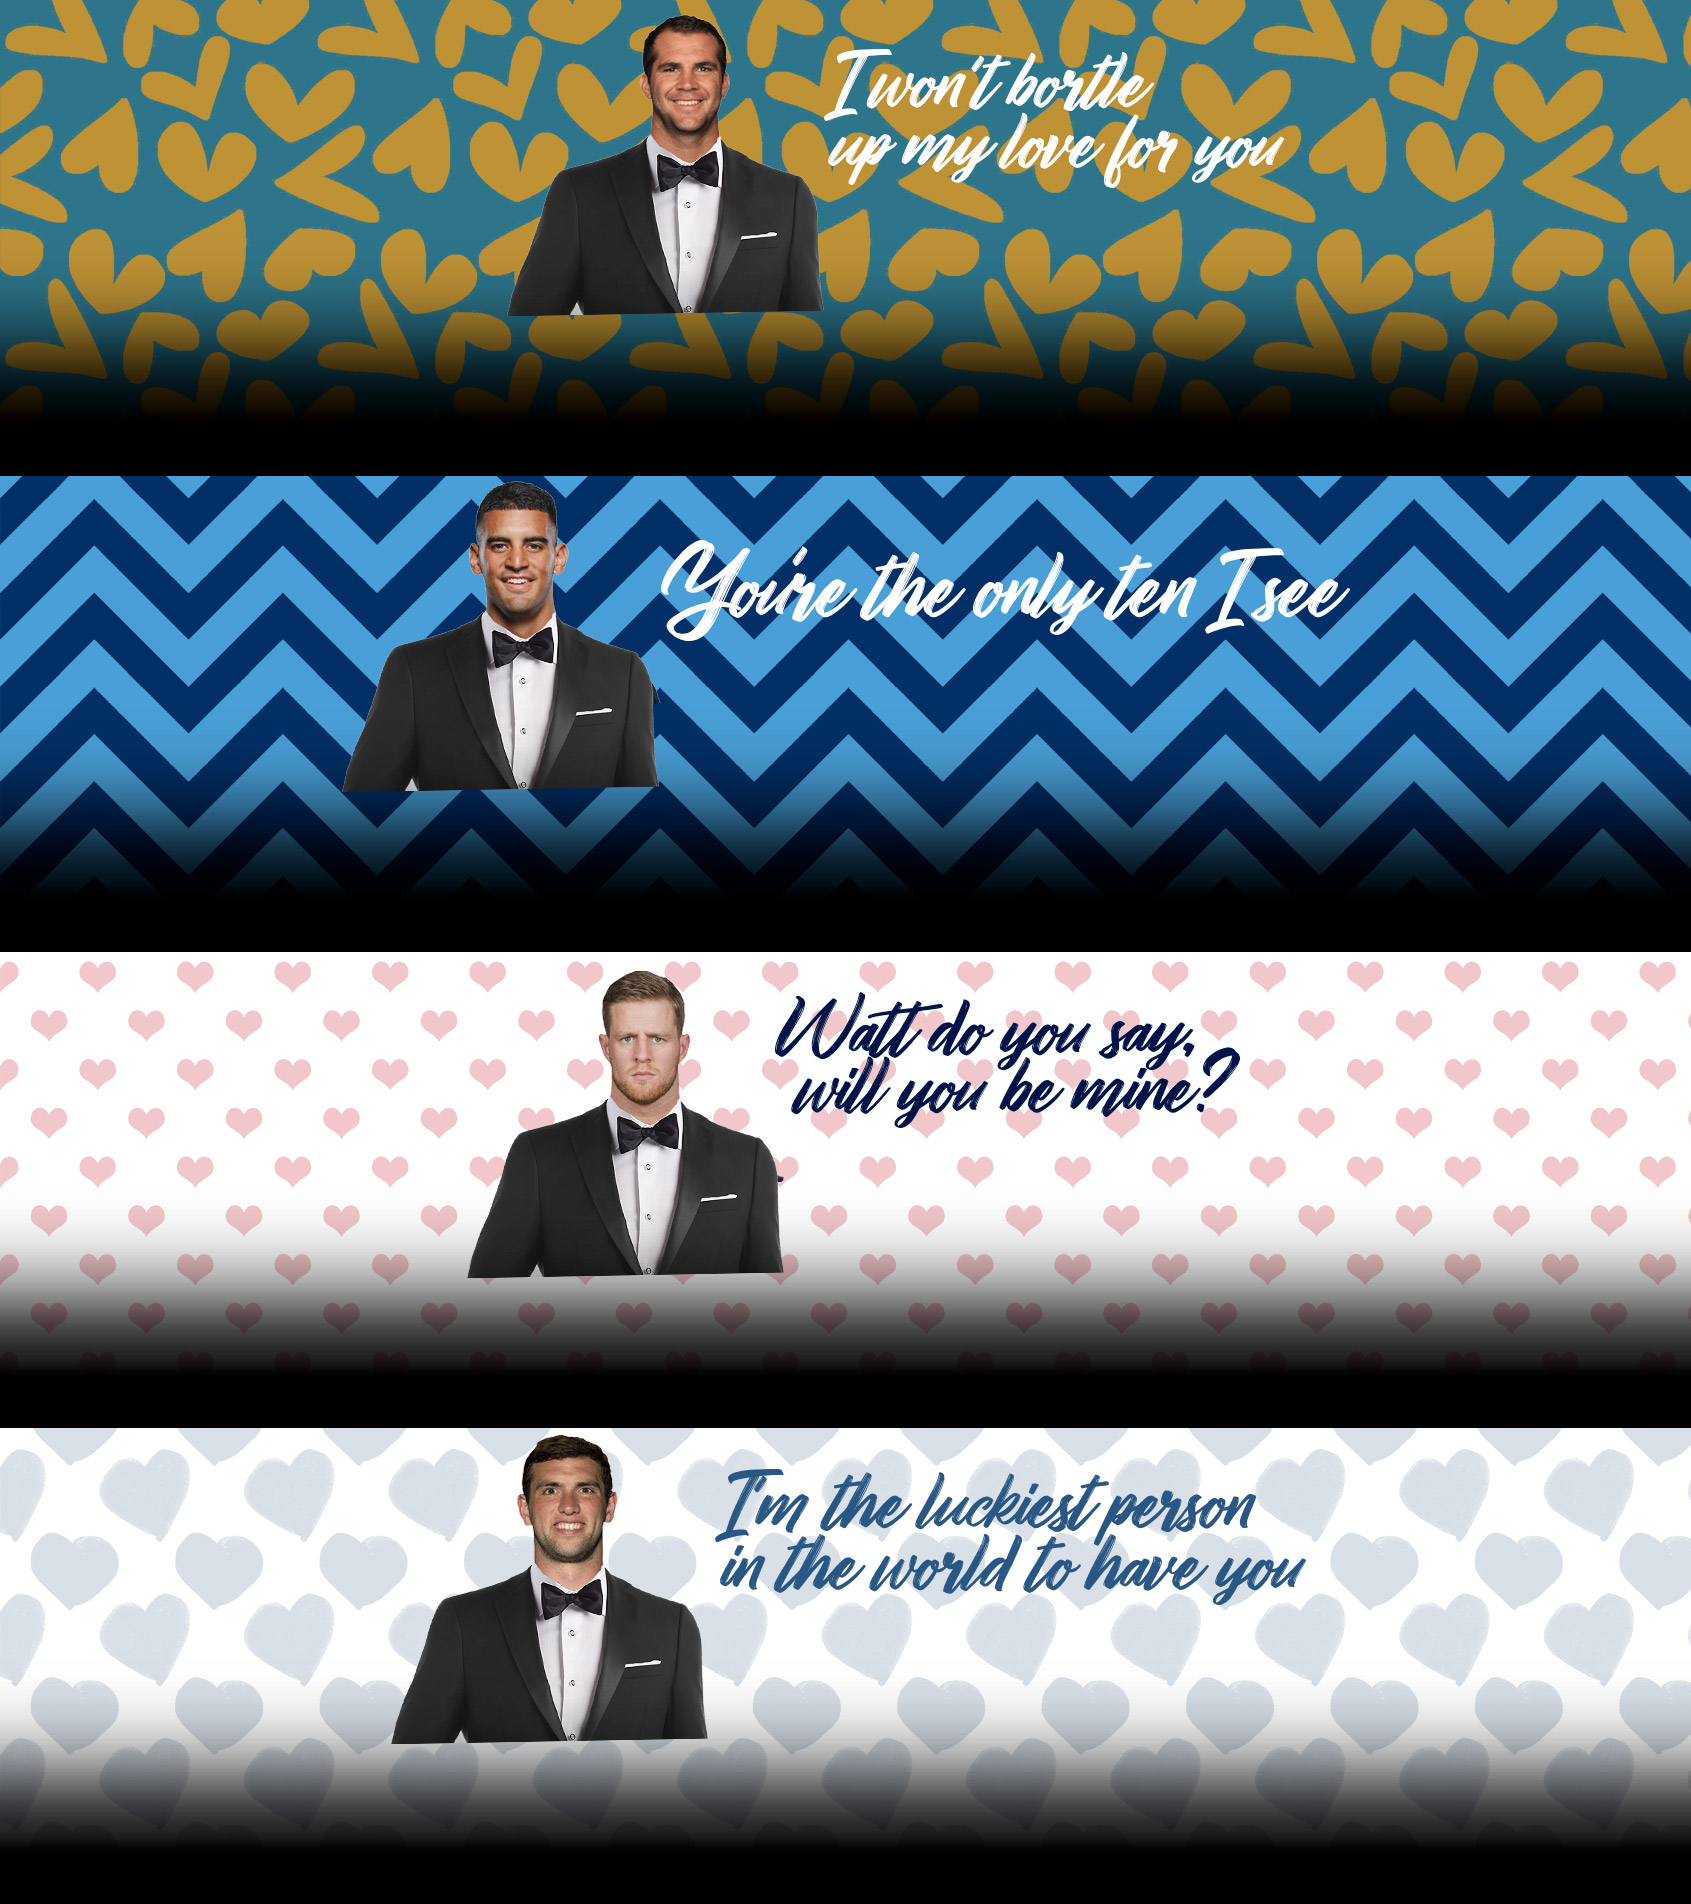 I won't bortle
up my love for you
You're the only ten I see
Watt do you say,
will you be mine?
I'm the luckiest person
in the world to have you